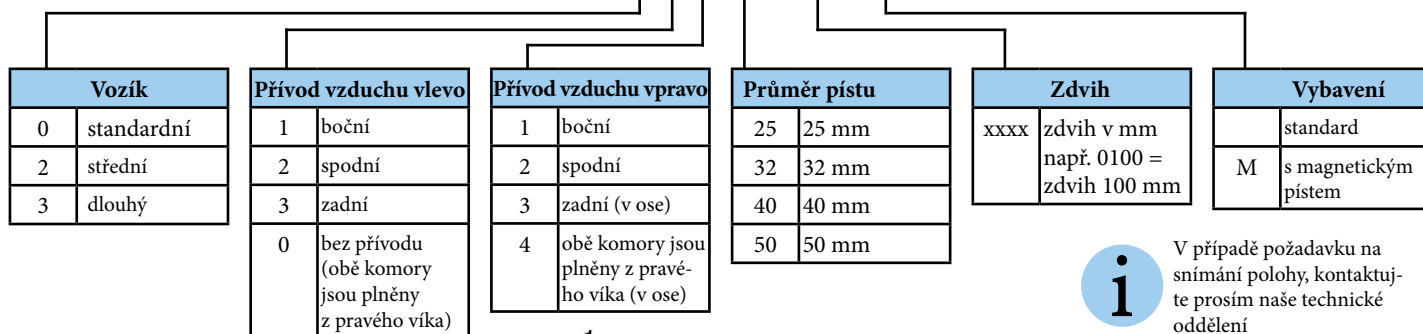 Vozík
0 standardní
2 střední
3 dlouhý
Přívod vzduchu vlevo
1 boční
2 spodní
3 zadní
0 bez přívodu
(obě komory
jsou plněny
z pravého víka)
Přívod vzduchu vpravo
1 boční
2 spodní
3 zadní (v ose)
4 obě komory jsou
plněny z pravé-
ho víka (v ose)
Průměr pístu
25 25 mm
32 32 mm
40 40 mm
50 50 mm
Zdvih
xxxx zdvih v mm
např. 0100 =
zdvih 100 mm
Vybavení
standard
M s magnetickým
pístem
i
V případě požadavku na
snímání polohy, kontaktuj-
te prosím naše technické
oddělení